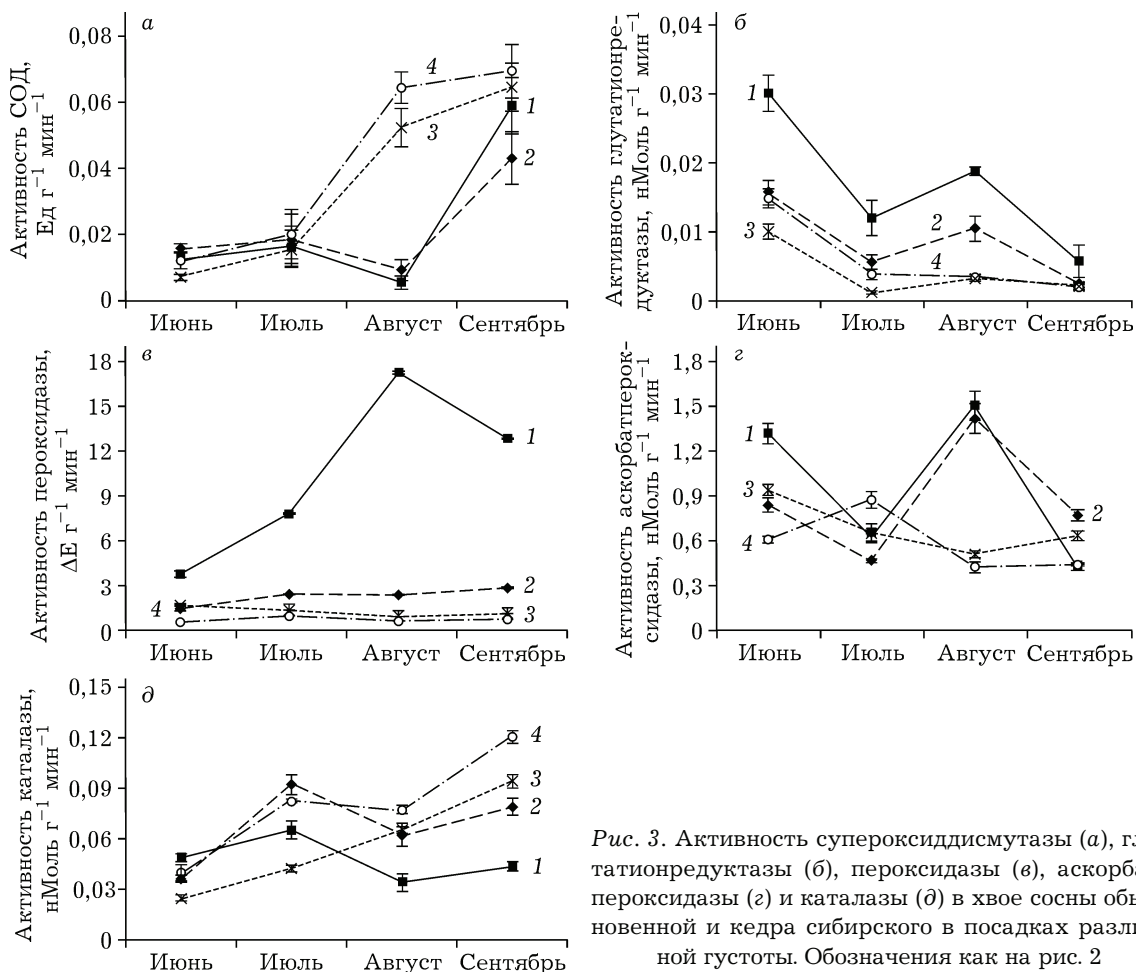 а
Активность СОД,
Ед г⁻¹ мин⁻¹
0,08
0,06
0,04
0,02
0
4
3
1
2
Июнь Июль Август Сентябрь
б
Активность глутатионре-
дуктазы, нМоль г⁻¹ мин⁻¹
0,04
0,03
0,02
0,01
0
1
2
3
4
Июнь Июль Август Сентябрь
в
Активность пероксидазы,
ΔE г⁻¹ мин⁻¹
18
15
12
9
6
3
0
1
2
4
3
Июнь Июль Август Сентябрь
г
Активность аскорбатперок-
сидазы, нМоль г⁻¹ мин⁻¹
1,8
1,5
1,2
0,9
0,6
0,3
0
1
3
2
4
Июнь Июль Август Сентябрь
д
Активность каталазы,
нМоль г⁻¹ мин⁻¹
0,15
0,12
0,09
0,06
0,03
0
4
3
2
1
Июнь Июль Август Сентябрь
Рис. 3. Активность супероксиддисмутазы (а), гл
татионредуктазы (б), пероксидазы (в), аскорба
пероксидазы (г) и каталазы (д) в хвое сосны обы
новенной и кедра сибирского в посадках разли
ной густоты. Обозначения как на рис. 2